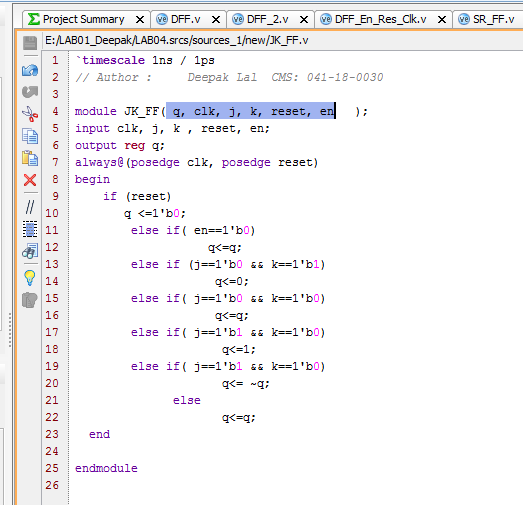 Project Summary
DFF.v
DFF_2.v
DFF_En_Res_Clk.v
SR_FF.v
E:/LAB01_Deepak/LAB04.srcs/sources_1/new/JK_FF.v
1 `timescale 1ns / 1ps
2 // Author :     Deepak Lal  CMS: 041-18-0030
3
4 module JK_FF( q, clk, j, k, reset, en   );
5 input clk, j, k , reset, en;
6 output reg q;
7 always@(posedge clk, posedge reset)
8 begin
9     if (reset)
10        q <=1'b0;
11         else if( en==1'b0)
12                    q<=q;
13         else if (j==1'b0 && k==1'b1)
14                     q<=0;
15         else if( j==1'b0 && k==1'b0)
16                     q<=q;
17         else if( j==1'b1 && k==1'b0)
18                      q<=1;
19         else if( j==1'b1 && k==1'b0)
20                      q<= ~q;
21               else
22                      q<=q;
23   end
24
25 endmodule
26